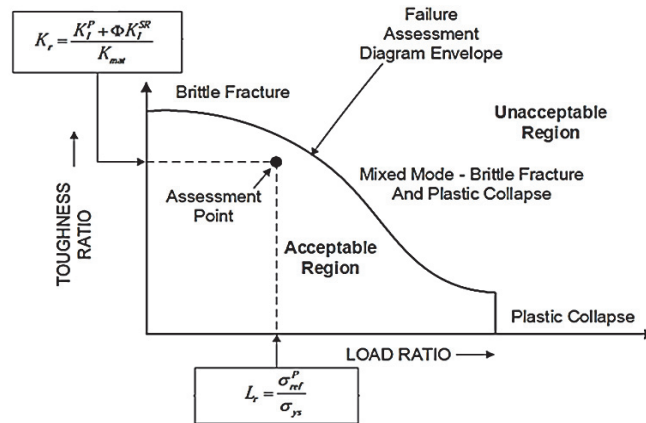 K_r = (K_I^P + ΦK_I^SR) / K_mat
Failure
Assessment
Diagram Envelope
Brittle Fracture
Unacceptable
Region
Mixed Mode - Brittle Fracture
And Plastic Collapse
Assessment
Point
TOUGHNESS
RATIO
Acceptable
Region
Plastic Collapse
LOAD RATIO
L_r = σ_ref^P / σ_ys